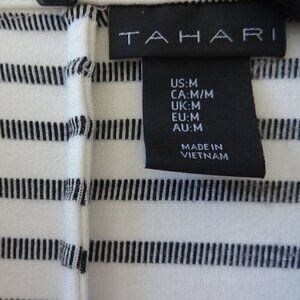 TAHARI
US:M
CA:M/M
UK:M
EU:M
AU:M
MADE IN
VIETNAM